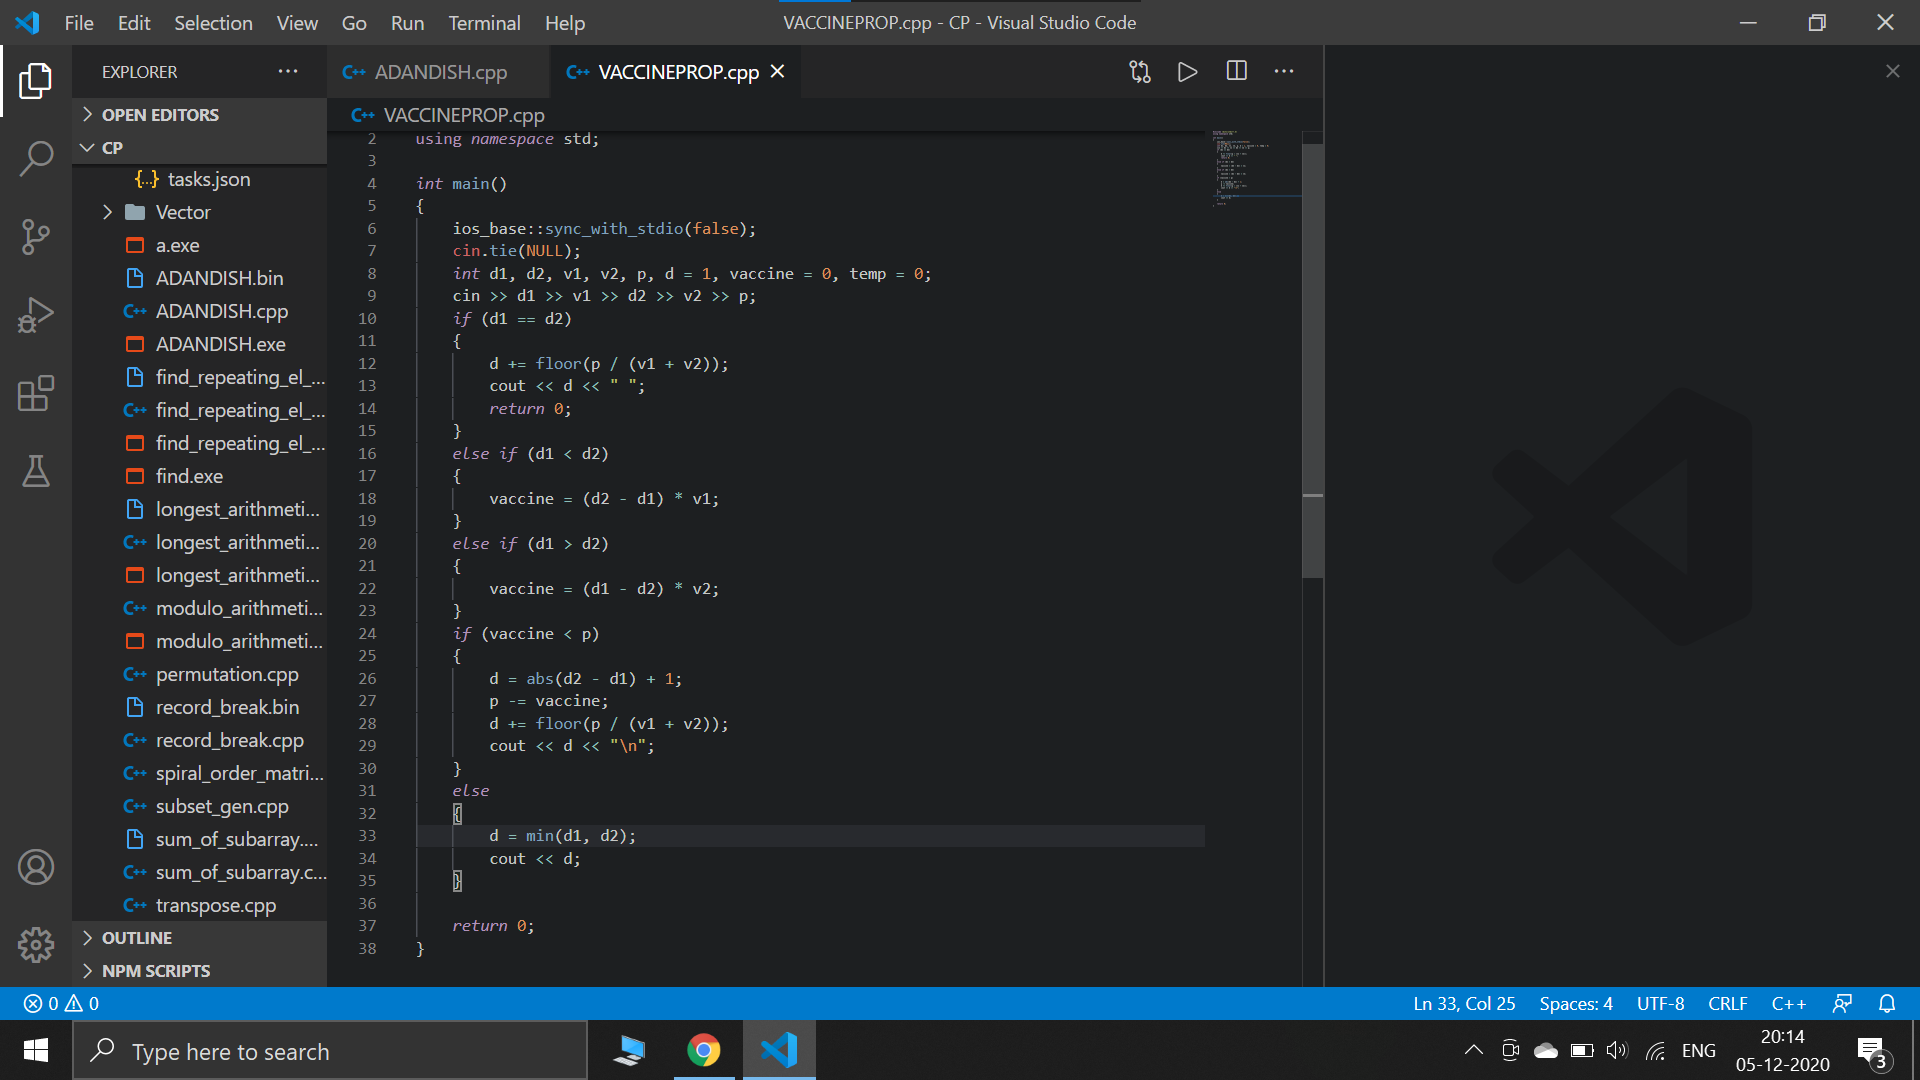 File Edit Selection View Go Run Terminal Help
VACCINEPROP.cpp - CP - Visual Studio Code
EXPLORER
OPEN EDITORS
CP
{..} tasks.json
Vector
a.exe
ADANDISH.bin
C++ ADANDISH.cpp
ADANDISH.exe
find_repeating_el_...
C++ find_repeating_el_...
find_repeating_el_...
find.exe
longest_arithmeti...
C++ longest_arithmeti...
longest_arithmeti...
C++ modulo_arithmeti...
modulo_arithmeti...
C++ permutation.cpp
record_break.bin
C++ record_break.cpp
C++ spiral_order_matri...
C++ subset_gen.cpp
sum_of_subarray....
C++ sum_of_subarray.c...
C++ transpose.cpp
OUTLINE
NPM SCRIPTS
C++ ADANDISH.cpp
C++ VACCINEPROP.cpp
C++ VACCINEPROP.cpp
2 using namespace std;
3
4 int main()
5 {
6 ios_base::sync_with_stdio(false);
7 cin.tie(NULL);
8 int d1, d2, v1, v2, p, d = 1, vaccine = 0, temp = 0;
9 cin >> d1 >> v1 >> d2 >> v2 >> p;
10 if (d1 == d2)
11 {
12 d += floor(p / (v1 + v2));
13 cout << d << " ";
14 return 0;
15 }
16 else if (d1 < d2)
17 {
18 vaccine = (d2 - d1) * v1;
19 }
20 else if (d1 > d2)
21 {
22 vaccine = (d1 - d2) * v2;
23 }
24 if (vaccine < p)
25 {
26 d = abs(d2 - d1) + 1;
27 p -= vaccine;
28 d += floor(p / (v1 + v2));
29 cout << d << "\n";
30 }
31 else
32 {
33 d = min(d1, d2);
34 cout << d;
35 }
36
37 return 0;
38 }
0 0
Ln 33, Col 25 Spaces: 4 UTF-8 CRLF C++
Type here to search
ENG
20:14
05-12-2020
3